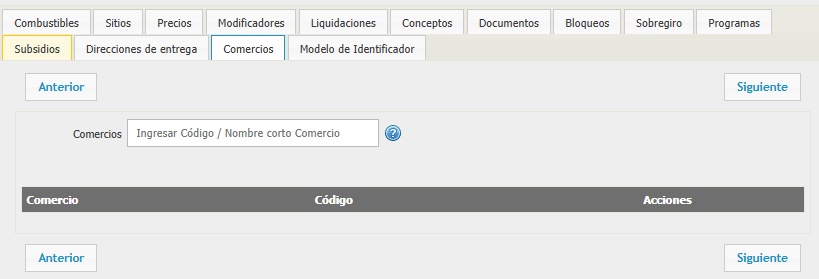 Combustibles Sitios Precios Modificadores Liquidaciones Conceptos Documentos Bloqueos Sobregiro Programas
Subsidios Direcciones de entrega Comercios Modelo de Identificador
Anterior Siguiente
Comercios Ingresar Código / Nombre corto Comercio ?
Comercio Código Acciones
Anterior Siguiente